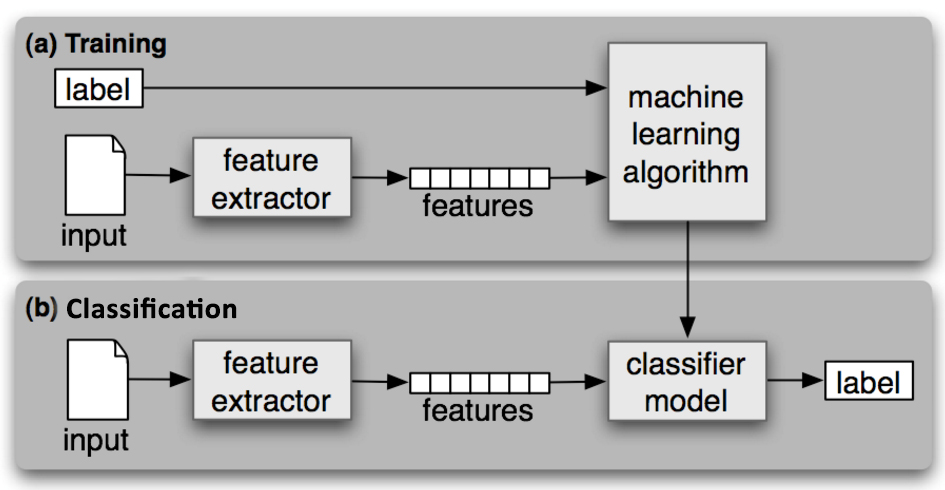 (a) Training
label
machine
learning
algorithm
feature
extractor
features
input
(b) Classification
feature
extractor
features
input
classifier
model
label